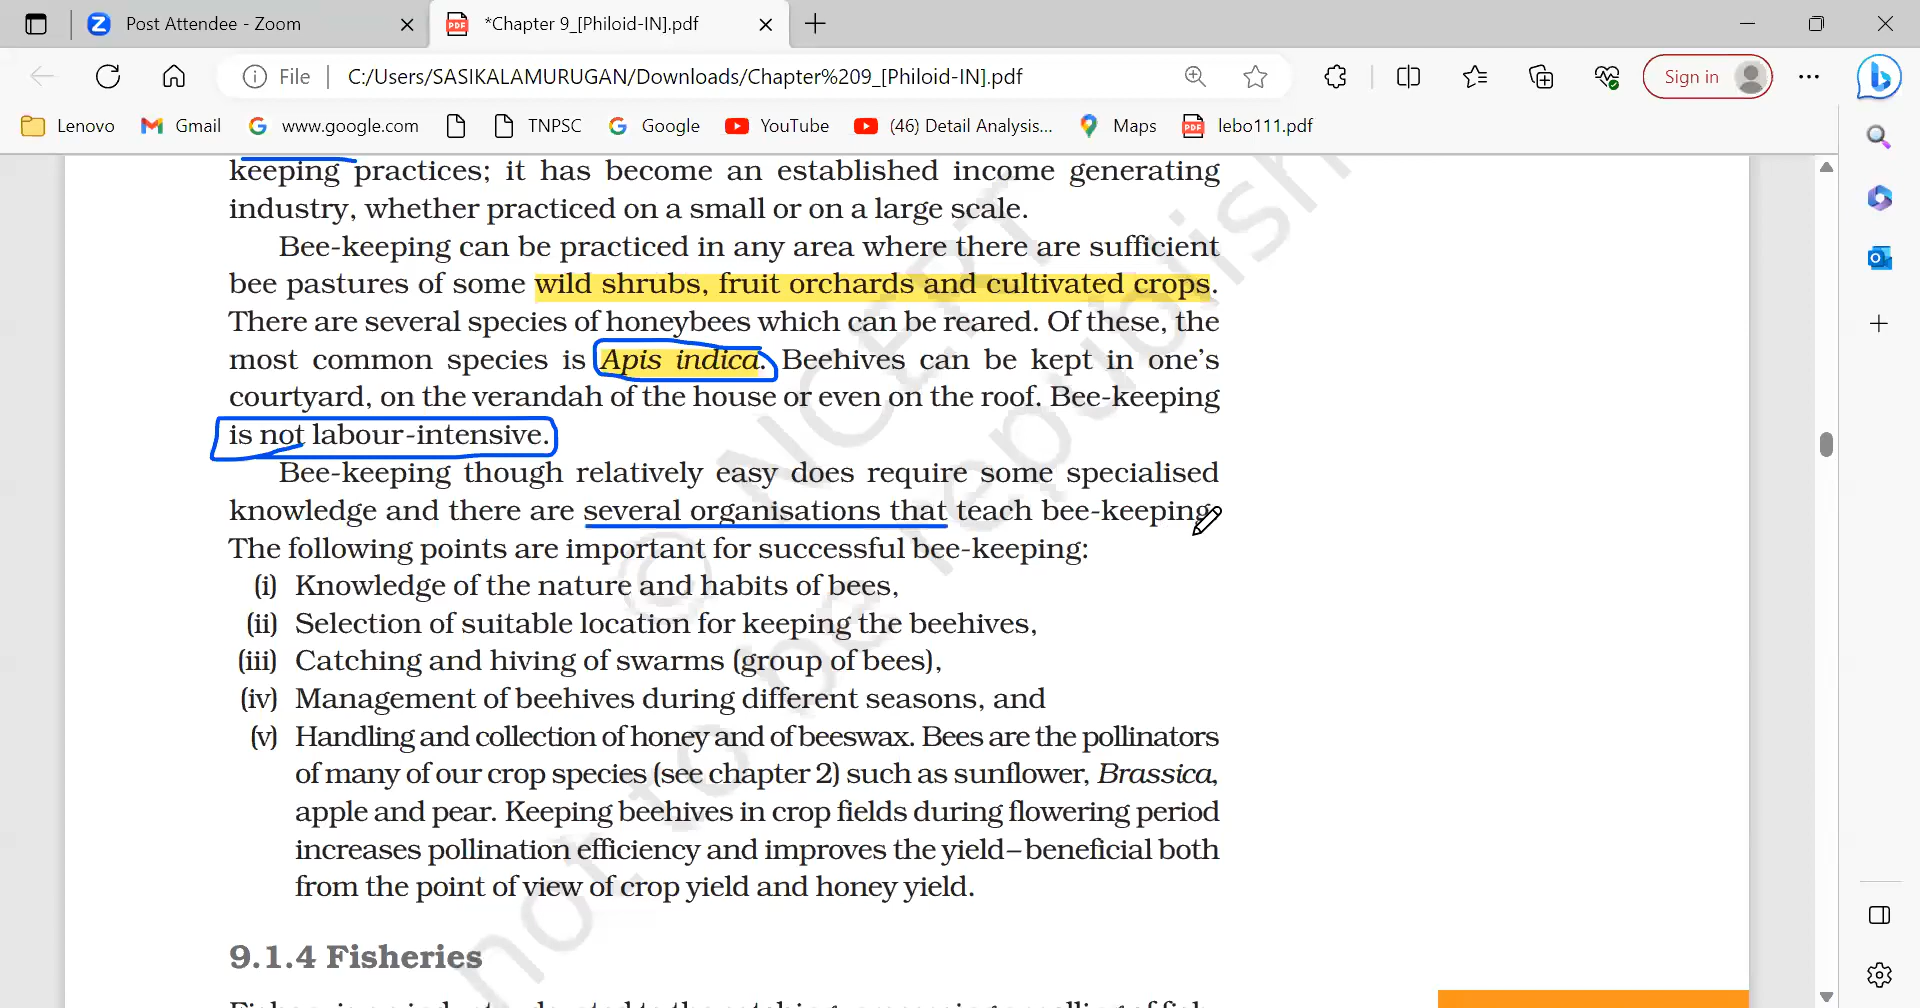 Post Attendee - Zoom
*Chapter 9_[Philoid-IN].pdf
File
C:/Users/SASIKALAMURUGAN/Downloads/Chapter%209_[Philoid-IN].pdf
Sign in
Lenovo
Gmail
www.google.com
TNPSC
Google
YouTube
(46) Detail Analysis...
Maps
lebo111.pdf
keeping practices; it has become an established income generating
industry, whether practiced on a small or on a large scale.
Bee-keeping can be practiced in any area where there are sufficient
bee pastures of some wild shrubs, fruit orchards and cultivated crops.
There are several species of honeybees which can be reared. Of these, the
most common species is Apis indica. Beehives can be kept in one's
courtyard, on the verandah of the house or even on the roof. Bee-keeping
is not labour-intensive.
Bee-keeping though relatively easy does require some specialised
knowledge and there are several organisations that teach bee-keeping.
The following points are important for successful bee-keeping:
(i) Knowledge of the nature and habits of bees,
(ii) Selection of suitable location for keeping the beehives,
(iii) Catching and hiving of swarms (group of bees),
(iv) Management of beehives during different seasons, and
(v) Handling and collection of honey and of beeswax. Bees are the pollinators
of many of our crop species (see chapter 2) such as sunflower, Brassica,
apple and pear. Keeping beehives in crop fields during flowering period
increases pollination efficiency and improves the yield–beneficial both
from the point of view of crop yield and honey yield.
9.1.4 Fisheries
© NCERT
not to be republish